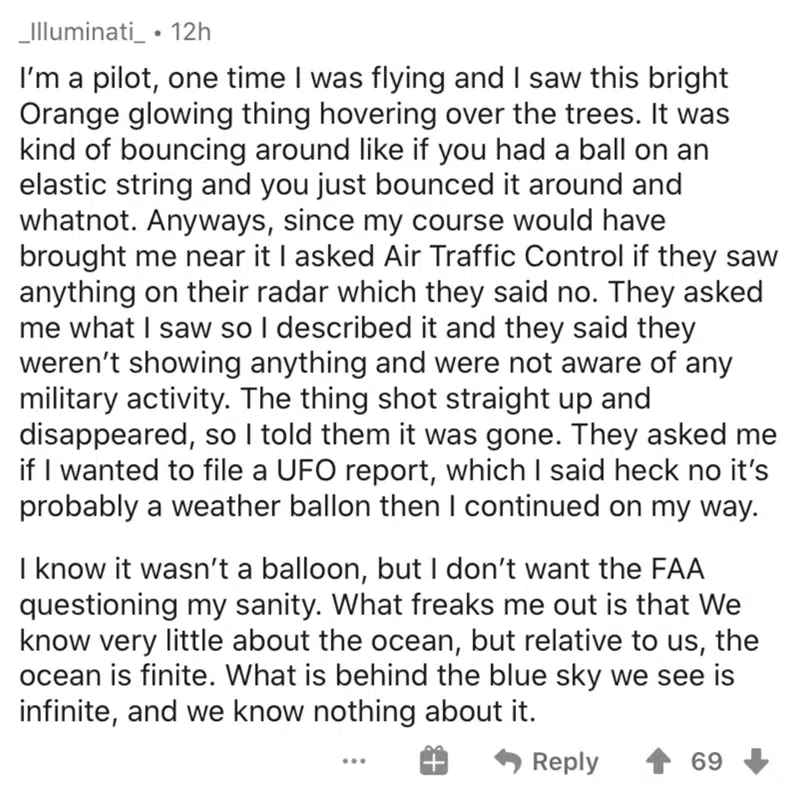 _Illuminati_ • 12h
I'm a pilot, one time I was flying and I saw this bright
Orange glowing thing hovering over the trees. It was
kind of bouncing around like if you had a ball on an
elastic string and you just bounced it around and
whatnot. Anyways, since my course would have
brought me near it I asked Air Traffic Control if they saw
anything on their radar which they said no. They asked
me what I saw so I described it and they said they
weren't showing anything and were not aware of any
military activity. The thing shot straight up and
disappeared, so I told them it was gone. They asked me
if I wanted to file a UFO report, which I said heck no it's
probably a weather ballon then I continued on my way.
I know it wasn't a balloon, but I don't want the FAA
questioning my sanity. What freaks me out is that We
know very little about the ocean, but relative to us, the
ocean is finite. What is behind the blue sky we see is
infinite, and we know nothing about it.
... Reply 69